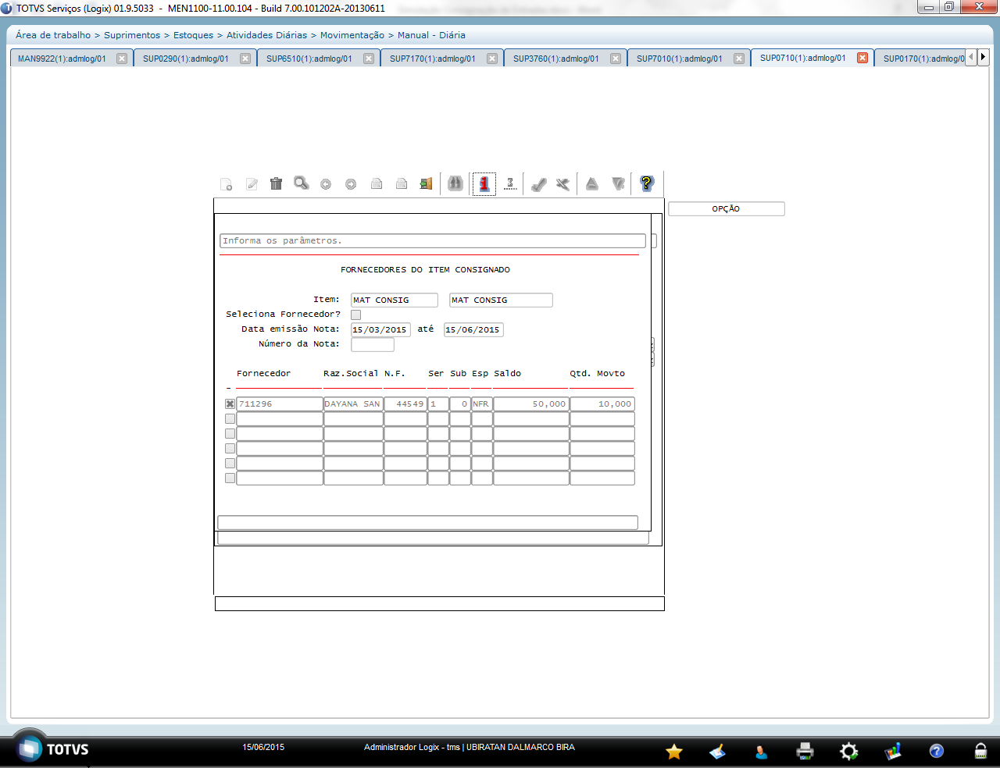 TOTVS Serviços (Logix) 01.9.5033 - MEN1100-11.00.104 - Build 7.00.101202A-20130611
Área de trabalho > Suprimentos > Estoques > Atividades Diárias > Movimentação > Manual - Diária
MAN9922(1):admlog/01 SUP0290(1):admlog/01 SUP6510(1):admlog/01 SUP7170(1):admlog/01 SUP3760(1):admlog/01 SUP7010(1):admlog/01 SUP0710(1):admlog/01 SUP0170(1):admlog/0
OPÇÃO
Informa os parâmetros.
FORNECEDORES DO ITEM CONSIGNADO
Item: MAT CONSIG MAT CONSIG
Seleciona Fornecedor?
Data emissão Nota: 15/03/2015 até 15/06/2015
Número da Nota:
Fornecedor Raz.Social N.F. Ser Sub Esp Saldo Qtd. Movto
711296 DAYANA SAN 44549 1 0 NFR 50,000 10,000
TOTVS 15/06/2015 Administrador Logix - tms | UBIRATAN DALMARCO BIRA